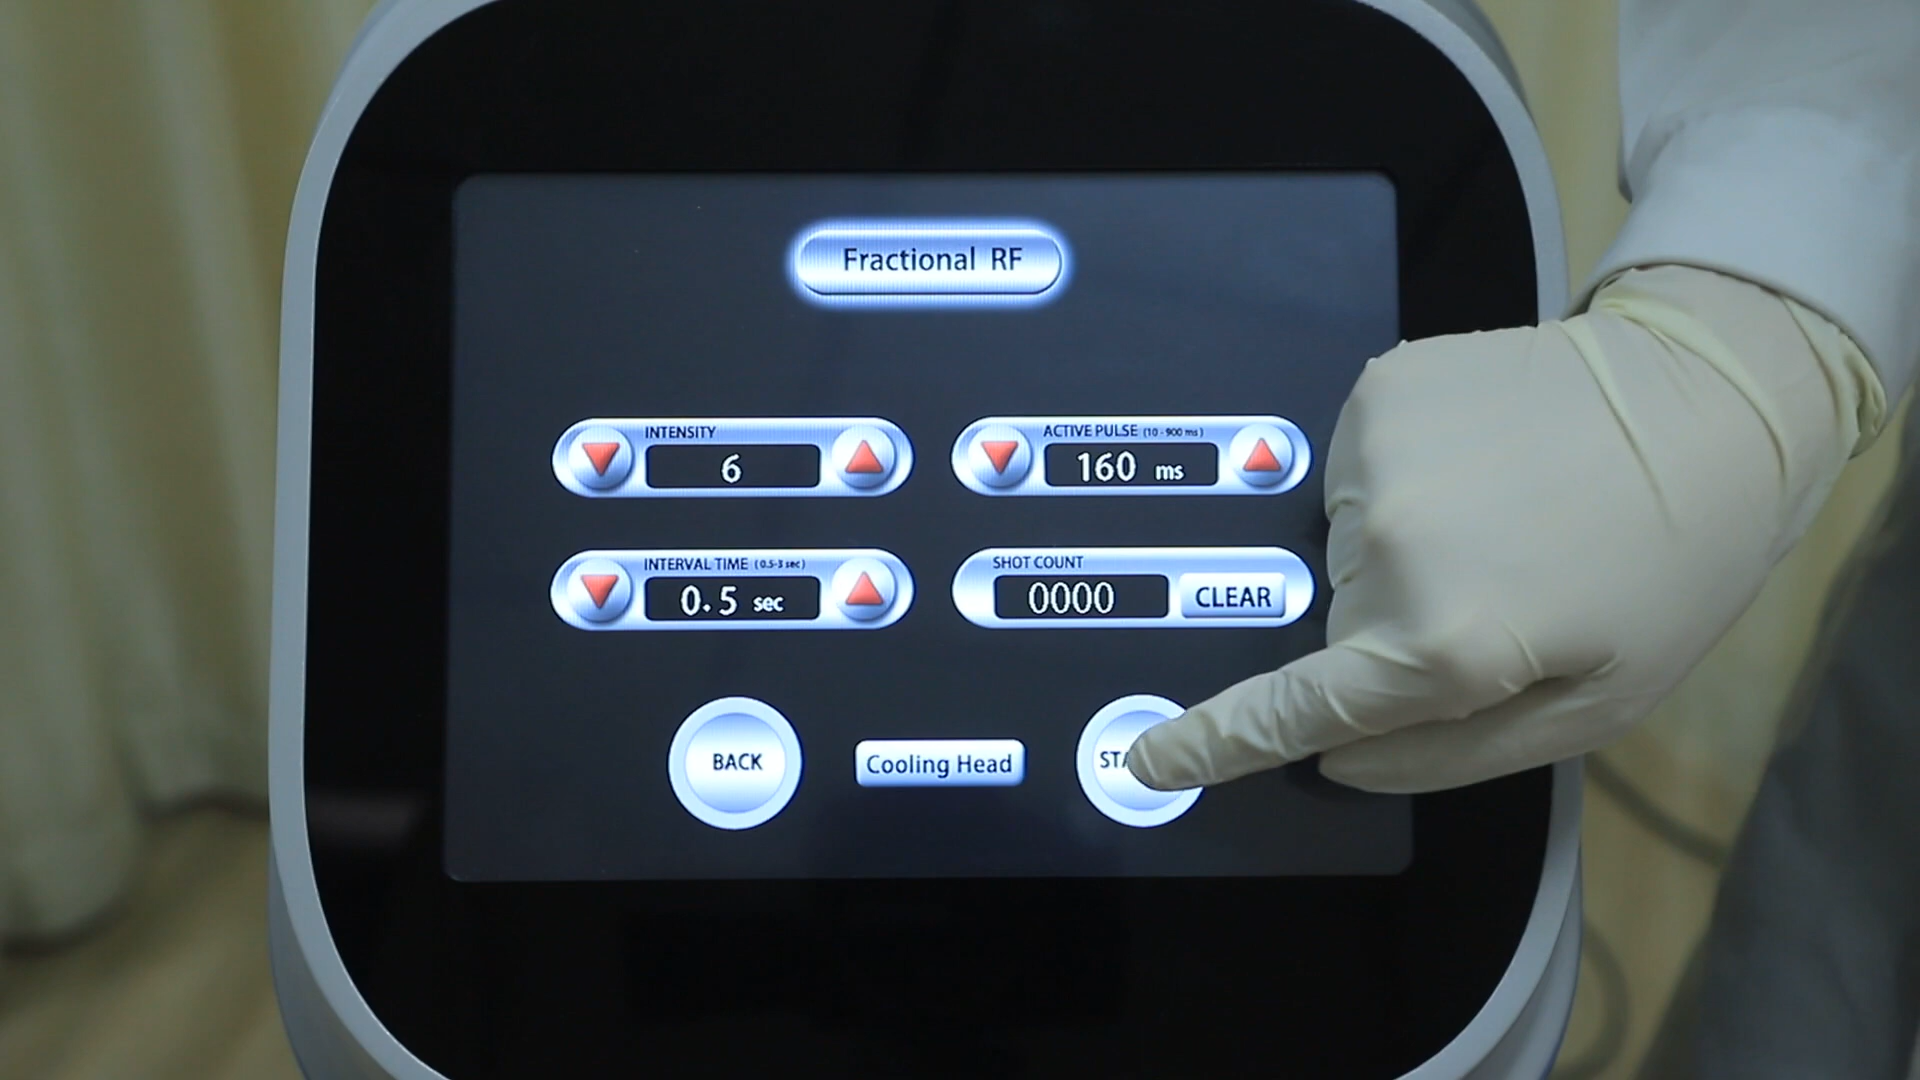 Fractional RF
INTENSITY
6
ACTIVE PULSE (10 - 900 ms)
160 ms
INTERVAL TIME (0.5-3 sec)
0.5 sec
SHOT COUNT
0000 CLEAR
BACK
Cooling Head